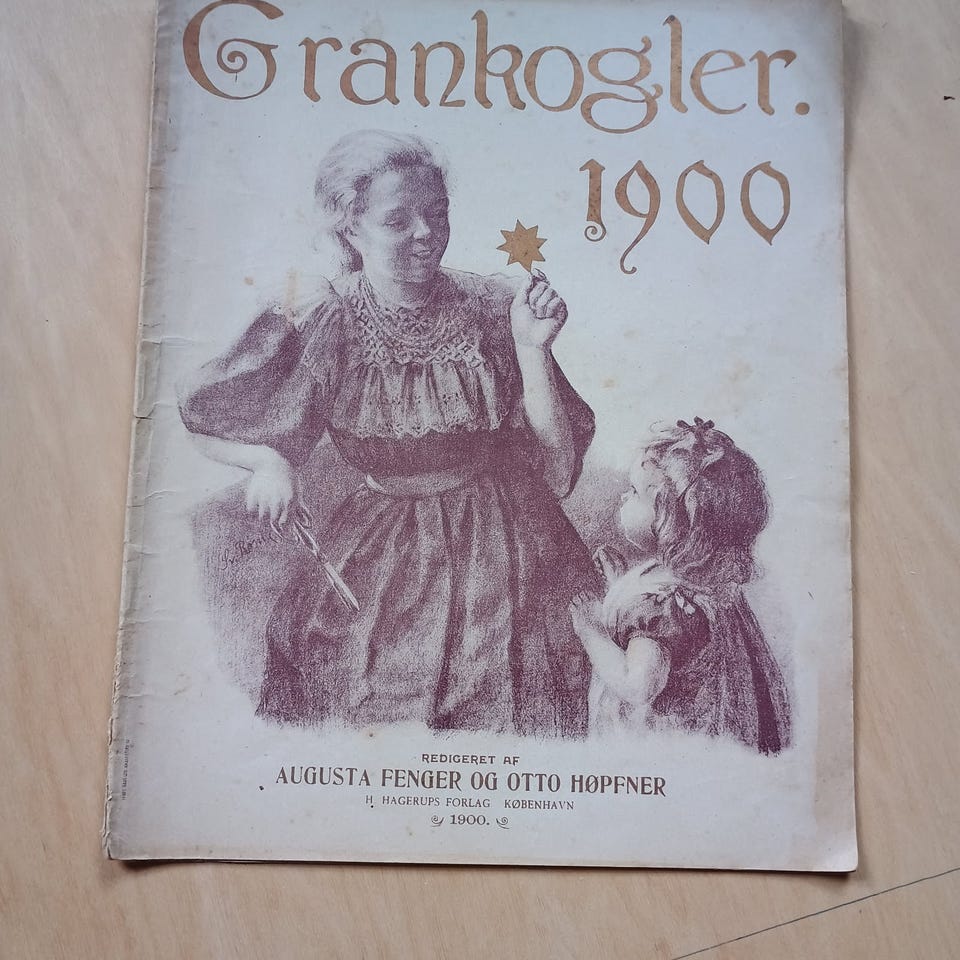 Grankogler.
1900
REDIGERET AF
AUGUSTA FENGER OG OTTO HØPFNER
H. HAGERUPS FORLAG KØBENHAVN
1900.